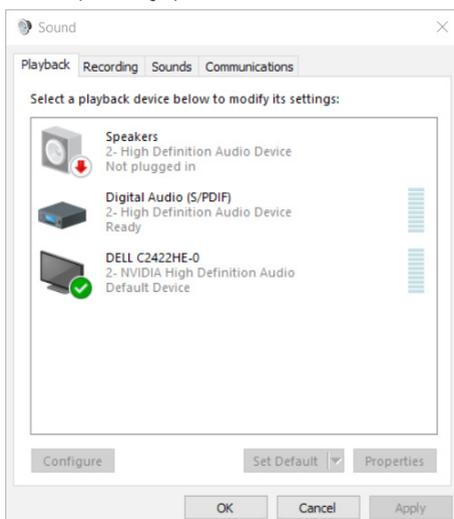 Sound
Playback Recording Sounds Communications
Select a playback device below to modify its settings:
Speakers
2- High Definition Audio Device
Not plugged in
Digital Audio (S/PDIF)
2- High Definition Audio Device
Ready
DELL C2422HE-0
2- NVIDIA High Definition Audio
Default Device
Configure Set Default Properties
OK Cancel Apply